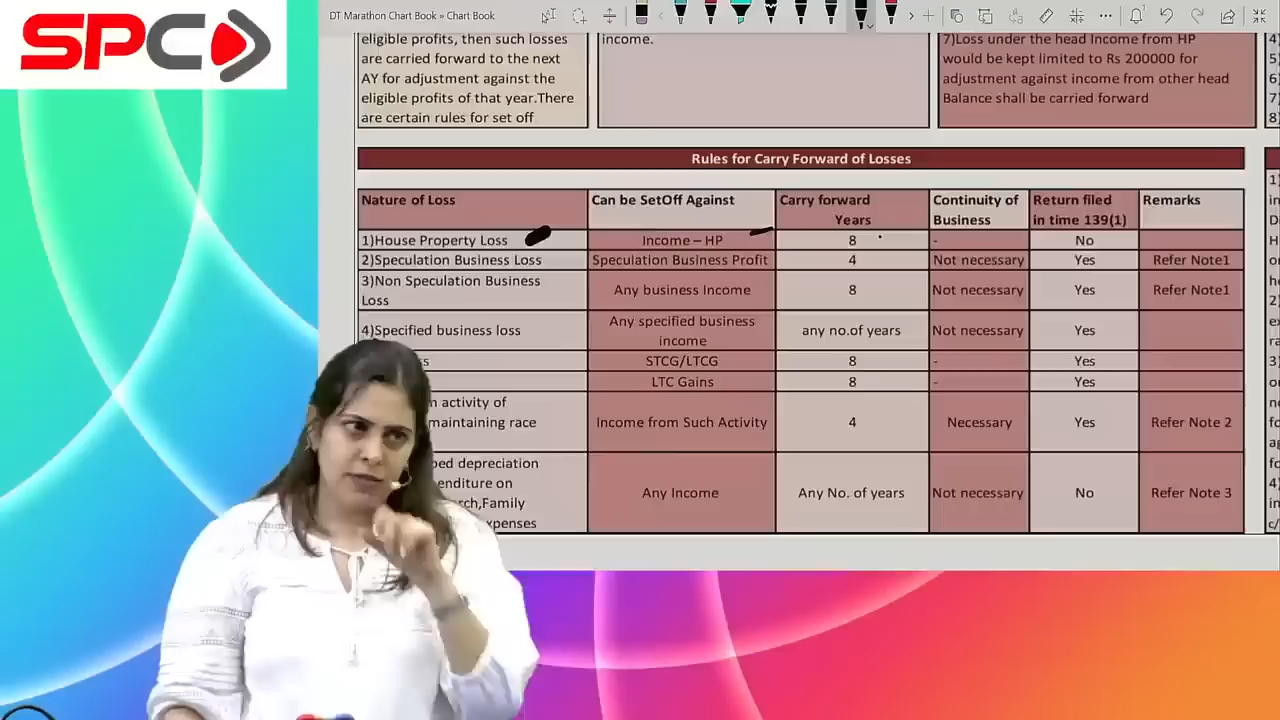 SPC
DT Marathon Chart Book » Chart Book
eligible profits, then such losses
are carried forward to the next
AY for adjustment against the
eligible profits of that year.There
are certain rules for set off
income.
7)Loss under the head Income from HP
would be kept limited to Rs 200000 for
adjustment against income from other head
Balance shall be carried forward
4)
5)
6)
7)
8)
Rules for Carry Forward of Losses
Nature of Loss
Can be SetOff Against
Carry forward
Years
Continuity of
Business
Return filed
in time 139(1)
Remarks
1)House Property Loss
Income – HP
8
-
No
2)Speculation Business Loss
Speculation Business Profit
4
Not necessary
Yes
Refer Note1
3)Non Speculation Business
Loss
Any business Income
8
Not necessary
Yes
Refer Note1
4)Specified business loss
Any specified business
income
any no.of years
Not necessary
Yes
STCG/LTCG
8
-
Yes
LTC Gains
8
-
Yes
activity of
maintaining race
Income from Such Activity
4
Necessary
Yes
Refer Note 2
depreciation
on
Family
Any Income
Any No. of years
Not necessary
No
Refer Note 3
1)
2)
3)
4)
c/